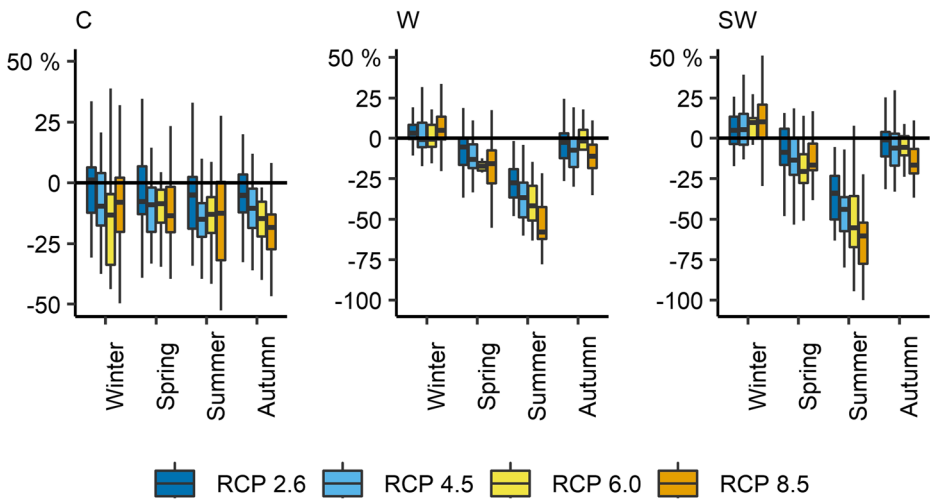 C
50 %
25
0
-25
-50
Winter
Spring
Summer
Autumn
W
50 %
25
0
-25
-50
-75
-100
Winter
Spring
Summer
Autumn
SW
50 %
25
0
-25
-50
-75
-100
Winter
Spring
Summer
Autumn
RCP 2.6 RCP 4.5 RCP 6.0 RCP 8.5